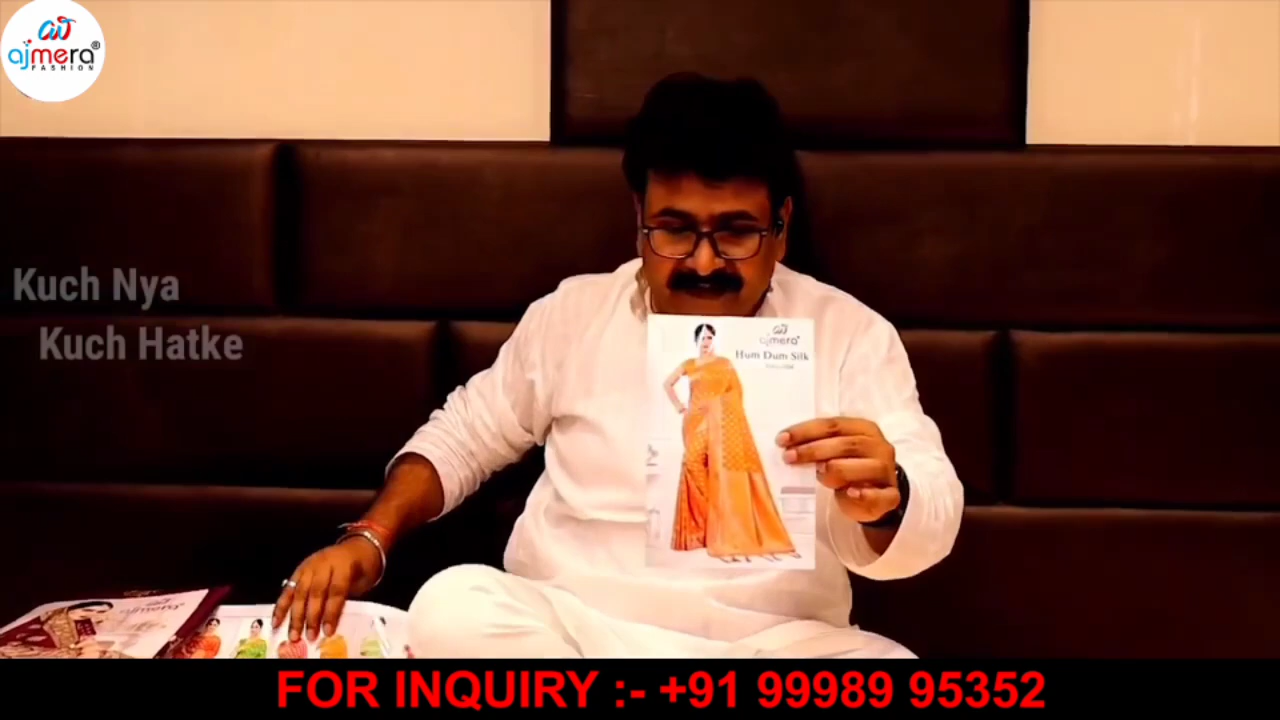 ajmera®
FASHION
Kuch Nya
Kuch Hatke
ajmera®
Hum Dum Silk
FOR INQUIRY :- +91 99989 95352